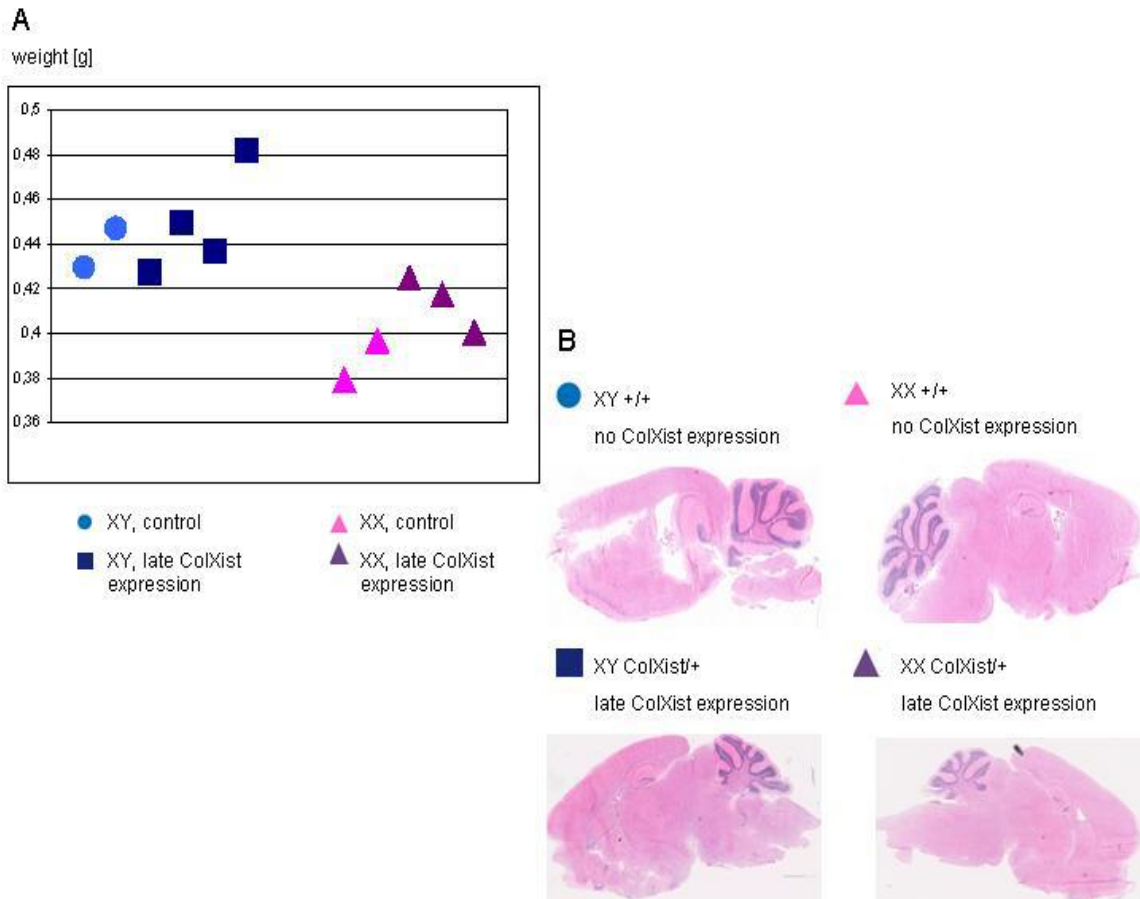 A
weight [g]
0,5
0,48
0,46
0,44
0,42
0,4
0,38
0,36
XY, control
XY, late ColXist
expression
XX, control
XX, late ColXist
expression
B
XY +/+
no ColXist expression
XX +/+
no ColXist expression
XY ColXist/+
late ColXist expression
XX ColXist/+
late ColXist expression